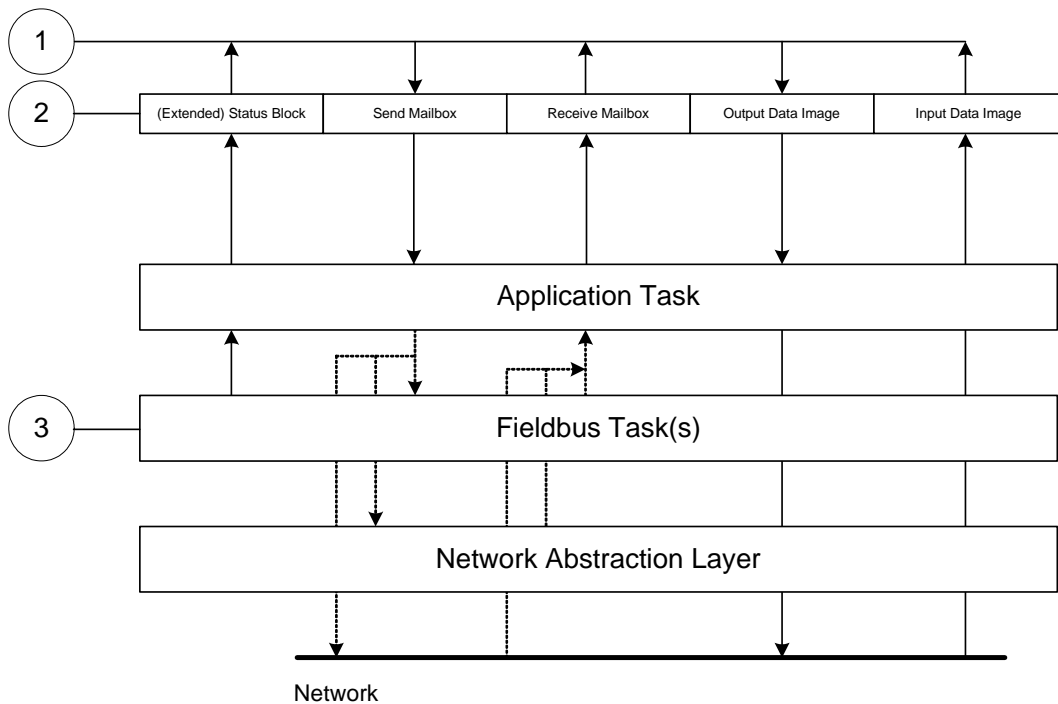 1
2
(Extended) Status Block
Send Mailbox
Receive Mailbox
Output Data Image
Input Data Image
Application Task
3
Fieldbus Task(s)
Network Abstraction Layer
Network